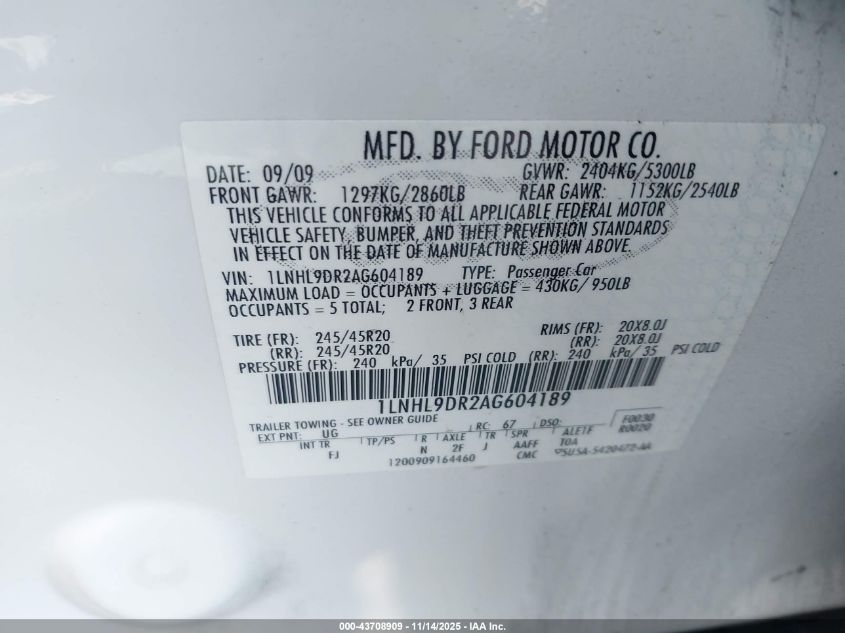 MFD. BY FORD MOTOR CO.
DATE: 09/09 GVWR: 2404KG/5300LB
FRONT GAWR: 1297KG/2860LB REAR GAWR: 1152KG/2540LB
THIS VEHICLE CONFORMS TO ALL APPLICABLE FEDERAL MOTOR
VEHICLE SAFETY, BUMPER, AND THEFT PREVENTION STANDARDS
IN EFFECT ON THE DATE OF MANUFACTURE SHOWN ABOVE.
VIN: 1LNHL9DR2AG604189 TYPE: Passenger Car
MAXIMUM LOAD = OCCUPANTS + LUGGAGE = 430KG/ 950LB
OCCUPANTS = 5 TOTAL; 2 FRONT, 3 REAR
TIRE (FR): 245/45R20 RIMS (FR): 20X8.0J
(RR): 245/45R20 (RR): 20X8.0J
PRESSURE (FR): 240 kPa/ 35 PSI COLD (RR): 240 kPa/ 35 PSI COLD
1LNHL9DR2AG604189
TRAILER TOWING - SEE OWNER GUIDE RC: 67 DSO: F0030
EXT PNT: UG R0020
INT TR TP/PS R AXLE TR SPR
FJ N 2F J AAFF TOA
1200909164460 CMC
000-43708909 • 11/14/2025 • IAA Inc.